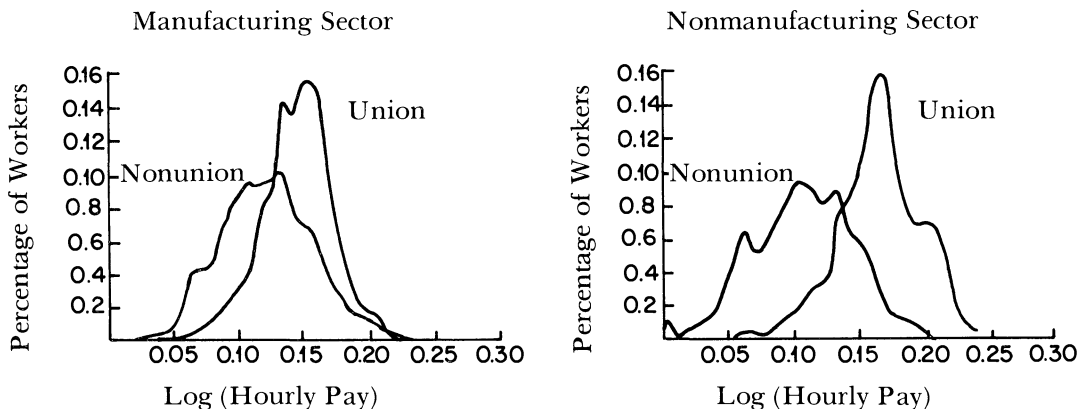 Manufacturing Sector
Percentage of Workers
0.16
0.14
0.12
0.10
0.8
0.6
0.4
0.2
Nonunion
Union
0.05 0.10 0.15 0.20 0.30
Log (Hourly Pay)
Nonmanufacturing Sector
Percentage of Workers
0.16
0.14
0.12
0.10
0.8
0.6
0.4
0.2
Nonunion
Union
0.05 0.10 0.15 0.20 0.25 0.30
Log (Hourly Pay)